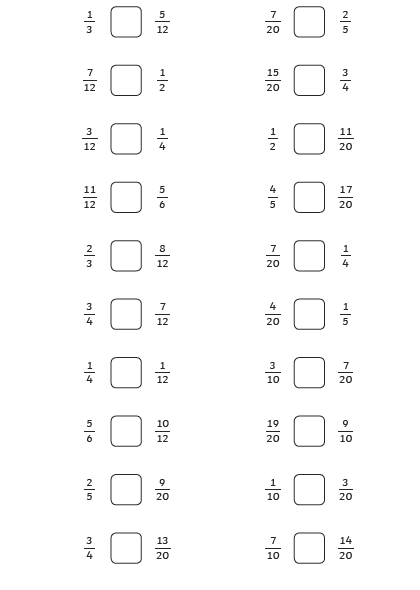 1/3 □ 5/12 7/20 □ 2/5
7/12 □ 1/2 15/20 □ 3/4
3/12 □ 1/4 1/2 □ 11/20
11/12 □ 5/6 4/5 □ 17/20
2/3 □ 8/12 7/20 □ 1/4
3/4 □ 7/12 4/20 □ 1/5
1/4 □ 1/12 3/10 □ 7/20
5/6 □ 10/12 19/20 □ 9/10
2/5 □ 9/20 1/10 □ 3/20
3/4 □ 13/20 7/10 □ 14/20